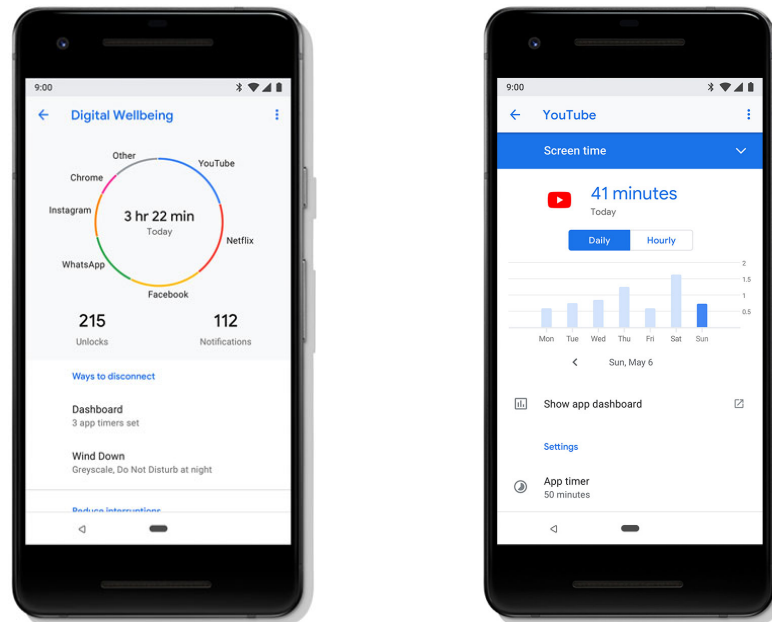 9:00
Digital Wellbeing
Other
YouTube
Chrome
Instagram
3 hr 22 min
Today
Netflix
WhatsApp
Facebook
215
112
Unlocks
Notifications
Ways to disconnect
Dashboard
3 app timers set
Wind Down
Greyscale, Do Not Disturb at night
Reduce interruptions
9:00
YouTube
Screen time
41 minutes
Today
Daily
Hourly
2
1.5
1
0.5
Mon Tue Wed Thu Fri Sat Sun
Sun, May 6
Show app dashboard
Settings
App timer
50 minutes